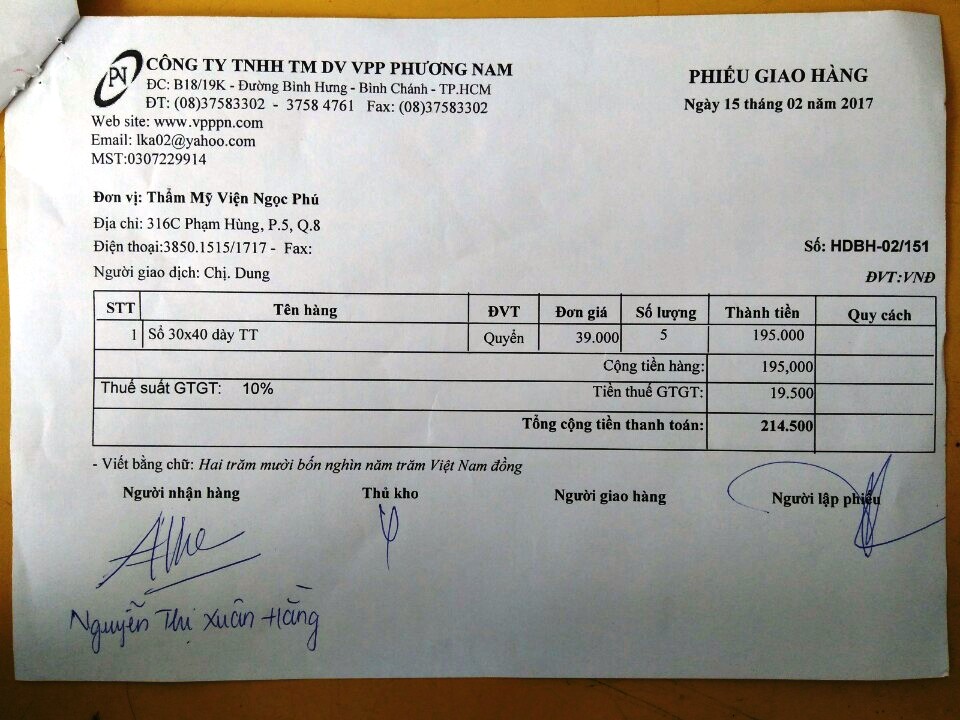 PN
CÔNG TY TNHH TM DV VPP PHƯƠNG NAM
ĐC: B18/19K - Đường Bình Hưng - Bình Chánh - TP.HCM
ĐT: (08)37583302 - 3758 4761 Fax: (08)37583302
Web site: www.vpppn.com
Email: lka02@yahoo.com
MST:0307229914
PHIẾU GIAO HÀNG
Ngày 15 tháng 02 năm 2017
Đơn vị: Thẩm Mỹ Viện Ngọc Phú
Địa chỉ: 316C Phạm Hùng, P.5, Q.8
Điện thoại:3850.1515/1717 - Fax:
Người giao dịch: Chị. Dung
Số: HDBH-02/151
ĐVT:VNĐ
STT Tên hàng ĐVT Đơn giá Số lượng Thành tiền Quy cách
1 Sổ 30x40 dày TT Quyển 39.000 5 195.000
Cộng tiền hàng: 195,000
Thuế suất GTGT: 10% Tiền thuế GTGT: 19.500
Tổng cộng tiền thanh toán: 214.500
- Viết bằng chữ: Hai trăm mười bốn nghìn năm trăm Việt Nam đồng
Người nhận hàng Thủ kho Người giao hàng Người lập phiếu
Nguyễn Thị Xuân Hằng